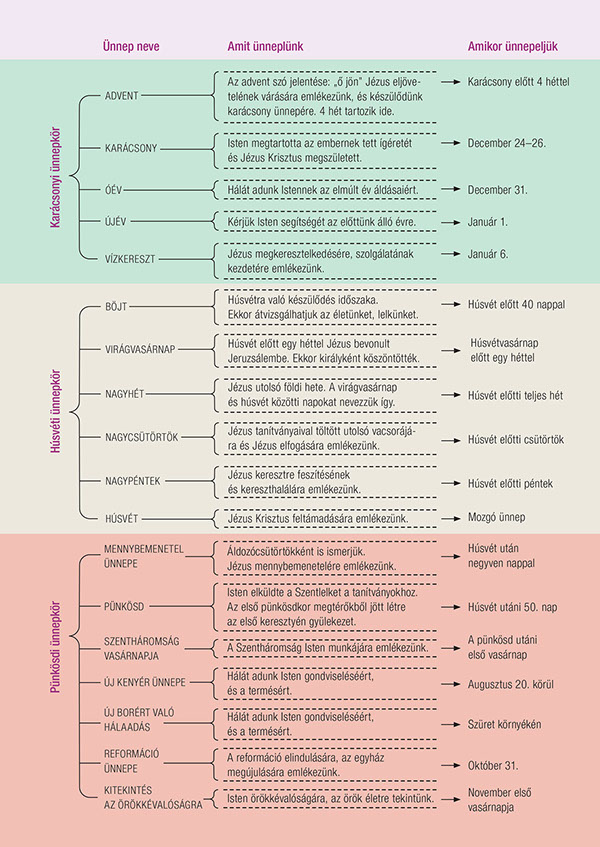 Ünnep neve
Amit ünneplünk
Amikor ünnepeljük
Karácsonyi ünnepkör
ADVENT
Az advent szó jelentése: „ő jön” Jézus eljöve-
telének várására emlékezünk, és készülődünk
karácsony ünnepére. 4 hét tartozik ide.
Karácsony előtt 4 héttel
KARÁCSONY
Isten megtartotta az embernek tett ígéretét
és Jézus Krisztus megszületett.
December 24–26.
ÓÉV
Hálát adunk Istennek az elmúlt év áldásaiért.
December 31.
ÚJÉV
Kérjük Isten segítségét az előttünk álló évre.
Január 1.
VÍZKERESZT
Jézus megkeresztelkedésére, szolgálatának
kezdetére emlékezünk.
Január 6.
Húsvéti ünnepkör
BÖJT
Húsvétra való készülődés időszaka.
Ekkor átvizsgálhatjuk az életünket, lelkünket.
Húsvét előtt 40 nappal
VIRÁGVASÁRNAP
Húsvét előtt egy héttel Jézus bevonult
Jeruzsálembe. Ekkor királyként köszöntötték.
Húsvétvasárnap
előtt egy héttel
NAGYHÉT
Jézus utolsó földi hete. A virágvasárnap
és húsvét közötti napokat nevezzük így.
Húsvét előtti teljes hét
NAGYCSÜTÖRTÖK
Jézus tanítványaival töltött utolsó vacsorájá-
ra és Jézus elfogására emlékezünk.
Húsvét előtti csütörtök
NAGYPÉNTEK
Jézus keresztre feszítésének
és kereszthalálára emlékezünk.
Húsvét előtti péntek
HÚSVÉT
Jézus Krisztus feltámadására emlékezünk.
Mozgó ünnep
Pünkösdi ünnepkör
MENNYBEMENETEL
ÜNNEPE
Áldozócsütörtökként is ismerjük.
Jézus mennybemenetelére emlékezünk.
Húsvét után
negyven nappal
PÜNKÖSD
Isten elküldte a Szentlelket a tanítványokhoz.
Az első pünkösdkor megtérőkből jött létre
az első keresztyén gyülekezet.
Húsvét utáni 50. nap
SZENTHÁROMSÁG
VASÁRNAPJA
A Szentháromság Isten munkájára emlékezünk.
A pünkösd utáni
első vasárnap
ÚJ KENYÉR ÜNNEPE
Hálát adunk Isten gondviseléséért,
és a termésért.
Augusztus 20. körül
ÚJ BORÉRT VALÓ
HÁLAADÁS
Hálát adunk Isten gondviseléséért,
és a termésért.
Szüret környékén
REFORMÁCIÓ
ÜNNEPE
A reformáció elindulására, az egyház
megújulására emlékezünk.
Október 31.
KITEKINTÉS
AZ ÖRÖKKÉVALÓSÁGRA
Isten örökkévalóságára, az örök életre tekintünk.
November első
vasárnapja